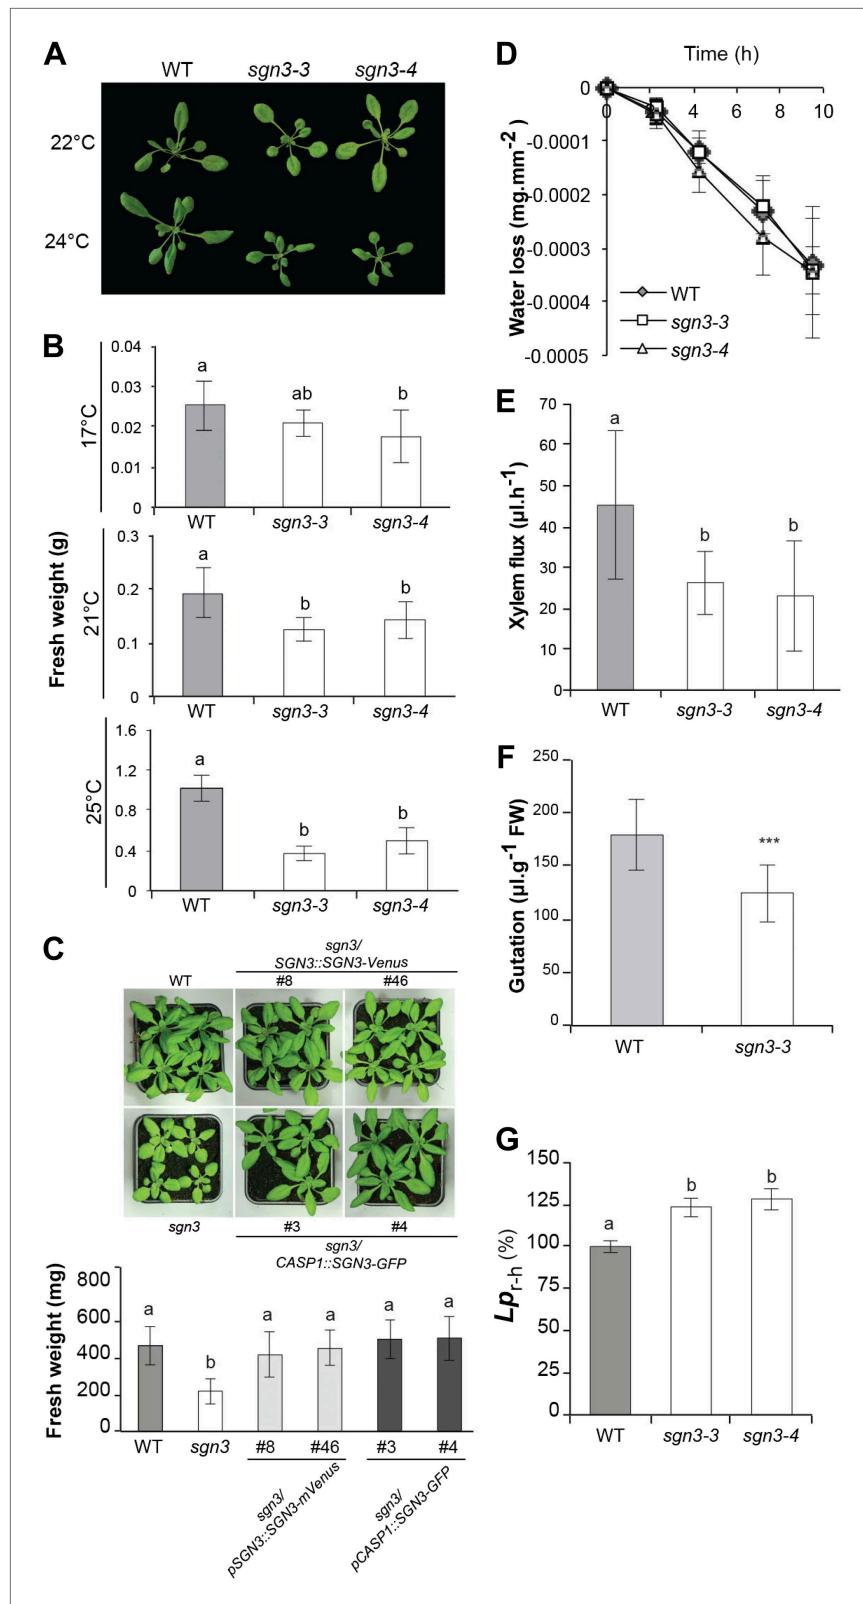 A
WT sgn3-3 sgn3-4
22°C
24°C
B
Fresh weight (g)
17°C
0.04
0.03
0.02
0.01
0
a ab b
WT sgn3-3 sgn3-4
21°C
0.3
0.2
0.1
0
a b b
WT sgn3-3 sgn3-4
25°C
1.6
1.2
0.8
0.4
0
a b b
WT sgn3-3 sgn3-4
C
sgn3/
SGN3::SGN3-Venus
WT #8 #46
sgn3 #3 #4
sgn3/
CASP1::SGN3-GFP
Fresh weight (mg)
800
600
400
200
0
a b a a a a
WT sgn3 #8 #46 #3 #4
sgn3/
pSGN3::SGN3-mVenus
sgn3/
pCASP1::SGN3-GFP
D
Time (h)
0 2 4 6 8 10
Water loss (mg.mm-2)
0
-0.0001
-0.0002
-0.0003
-0.0004
-0.0005
WT
sgn3-3
sgn3-4
E
Xylem flux (µl.h-1)
70
60
50
40
30
20
10
0
a b b
WT sgn3-3 sgn3-4
F
Gutation (µl.g-1 FW)
250
200
150
100
50
0
***
WT sgn3-3
G
Lpr-h (%)
150
125
100
75
50
25
0
a b b
WT sgn3-3 sgn3-4